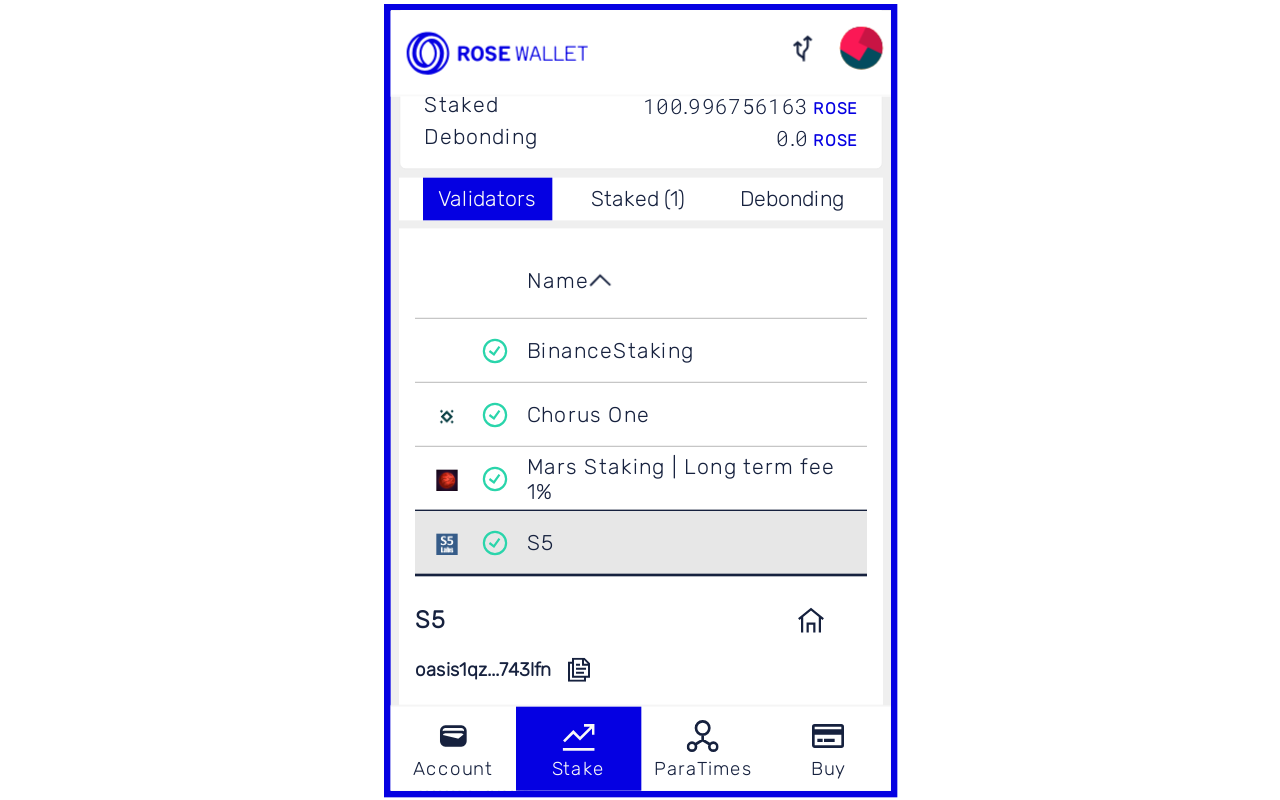 ROSE WALLET
Staked 100.996756163 ROSE
Debonding 0.0 ROSE
Validators Staked (1) Debonding
Name
BinanceStaking
Chorus One
Mars Staking | Long term fee
1%
S5
Labs
S5
S5
oasis1qz...743lfn
Account Stake ParaTimes Buy